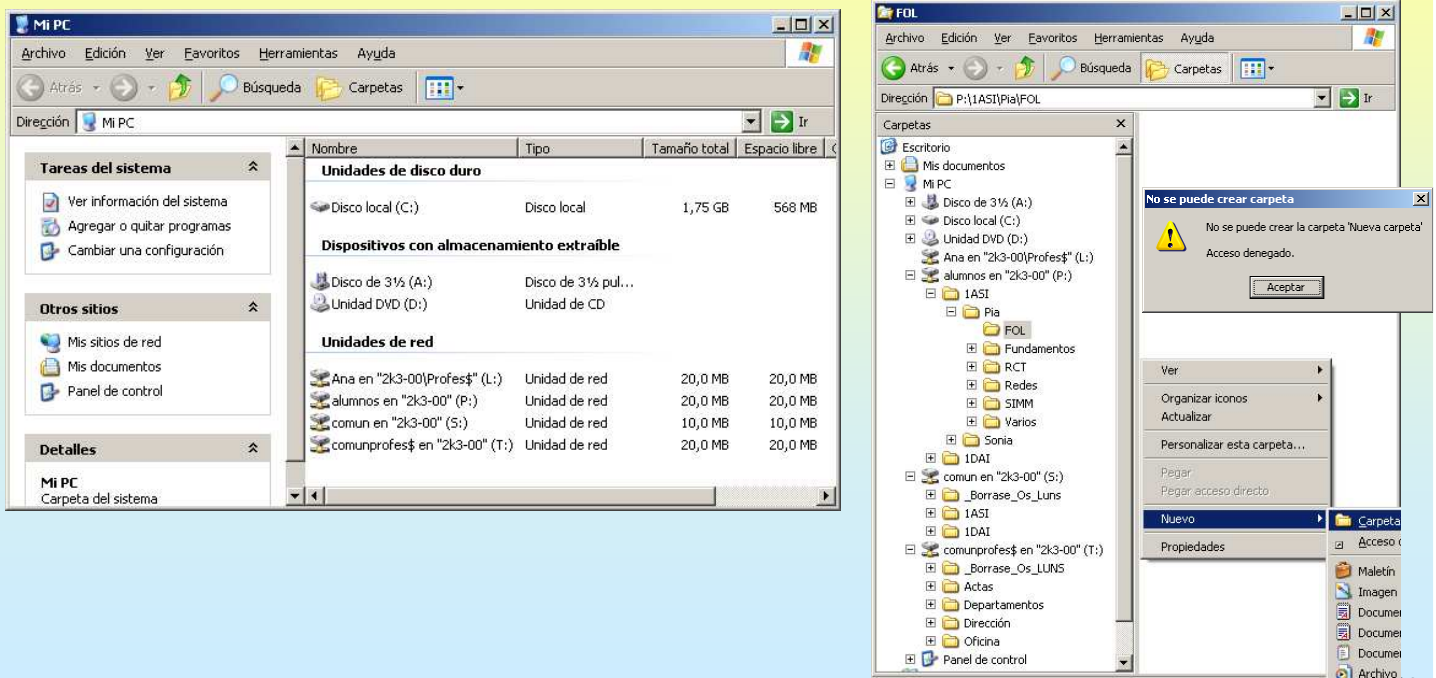 Mi PC
Archivo Edición Ver Favoritos Herramientas Ayuda
Atrás Búsqueda Carpetas
Dirección Mi PC Ir
Tareas del sistema
Ver información del sistema
Agregar o quitar programas
Cambiar una configuración
Otros sitios
Mis sitios de red
Mis documentos
Panel de control
Detalles
Mi PC
Carpeta del sistema
Nombre Tipo Tamaño total Espacio libre
Unidades de disco duro
Disco local (C:) Disco local 1,75 GB 568 MB
Dispositivos con almacenamiento extraíble
Disco de 3½ (A:) Disco de 3½ pul...
Unidad DVD (D:) Unidad de CD
Unidades de red
Ana en "2k3-00\Profes$" (L:) Unidad de red 20,0 MB 20,0 MB
alumnos en "2k3-00" (P:) Unidad de red 20,0 MB 20,0 MB
comun en "2k3-00" (S:) Unidad de red 10,0 MB 10,0 MB
comunprofes$ en "2k3-00" (T:) Unidad de red 20,0 MB 20,0 MB
FOL
Archivo Edición Ver Favoritos Herramientas Ayuda
Atrás Búsqueda Carpetas
Dirección P:\1ASI\Pia\FOL Ir
Carpetas
Escritorio
Mis documentos
Mi PC
Disco de 3½ (A:)
Disco local (C:)
Unidad DVD (D:)
Ana en "2k3-00\Profes$" (L:)
alumnos en "2k3-00" (P:)
1ASI
Pia
FOL
Fundamentos
RCT
Redes
SIMM
Varios
Sonia
1DAI
comun en "2k3-00" (S:)
_Borrase_Os_Luns
1ASI
1DAI
comunprofes$ en "2k3-00" (T:)
_Borrase_Os_LUNS
Actas
Departamentos
Dirección
Oficina
Panel de control
No se puede crear carpeta
No se puede crear la carpeta 'Nueva carpeta'
Acceso denegado.
Aceptar
Ver
Organizar iconos
Actualizar
Personalizar esta carpeta...
Pegar
Pegar acceso directo
Nuevo
Propiedades
Carpeta
Acceso
Maletín
Imagen
Documen
Documen
Documen
Archivo